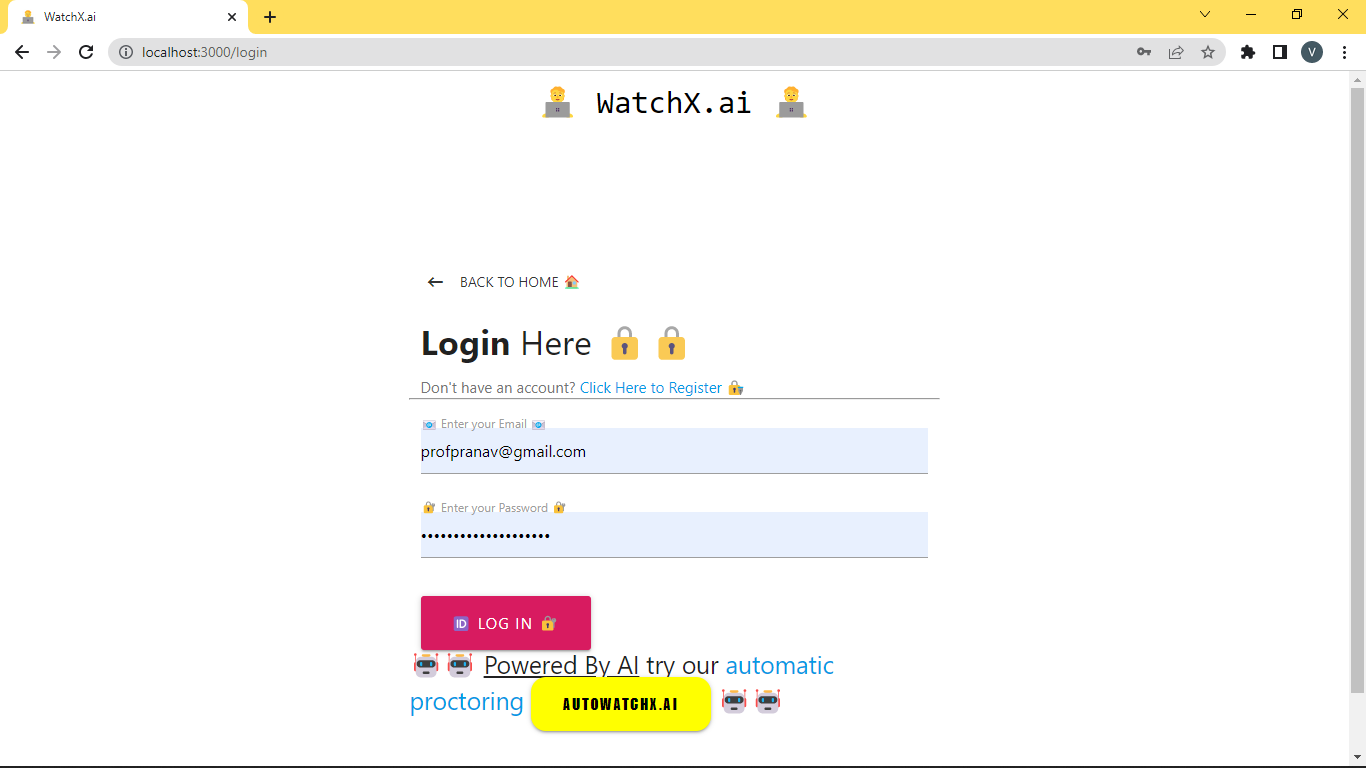 WatchX.ai
localhost:3000/login
V
WatchX.ai
BACK TO HOME
Login Here
Don't have an account? Click Here to Register
Enter your Email
profpranav@gmail.com
Enter your Password
••••••••••••••••••••
🆔 LOG IN
Powered By AI try our automatic
proctoring AUTOWATCHX.AI